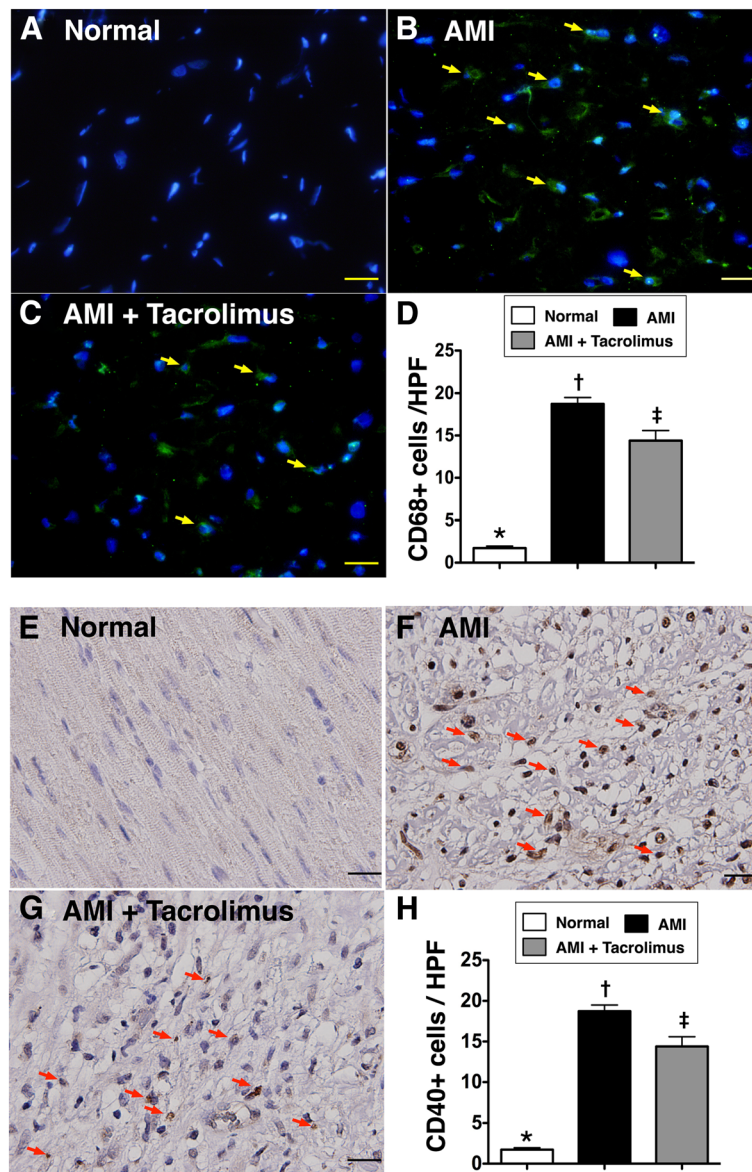 A Normal
B AMI
C AMI + Tacrolimus
D
Normal
AMI
AMI + Tacrolimus
CD68+ cells /HPF
25
20
15
10
5
0
*
†
‡
E Normal
F AMI
G AMI + Tacrolimus
H
Normal
AMI
AMI + Tacrolimus
CD40+ cells / HPF
25
20
15
10
5
0
*
†
‡